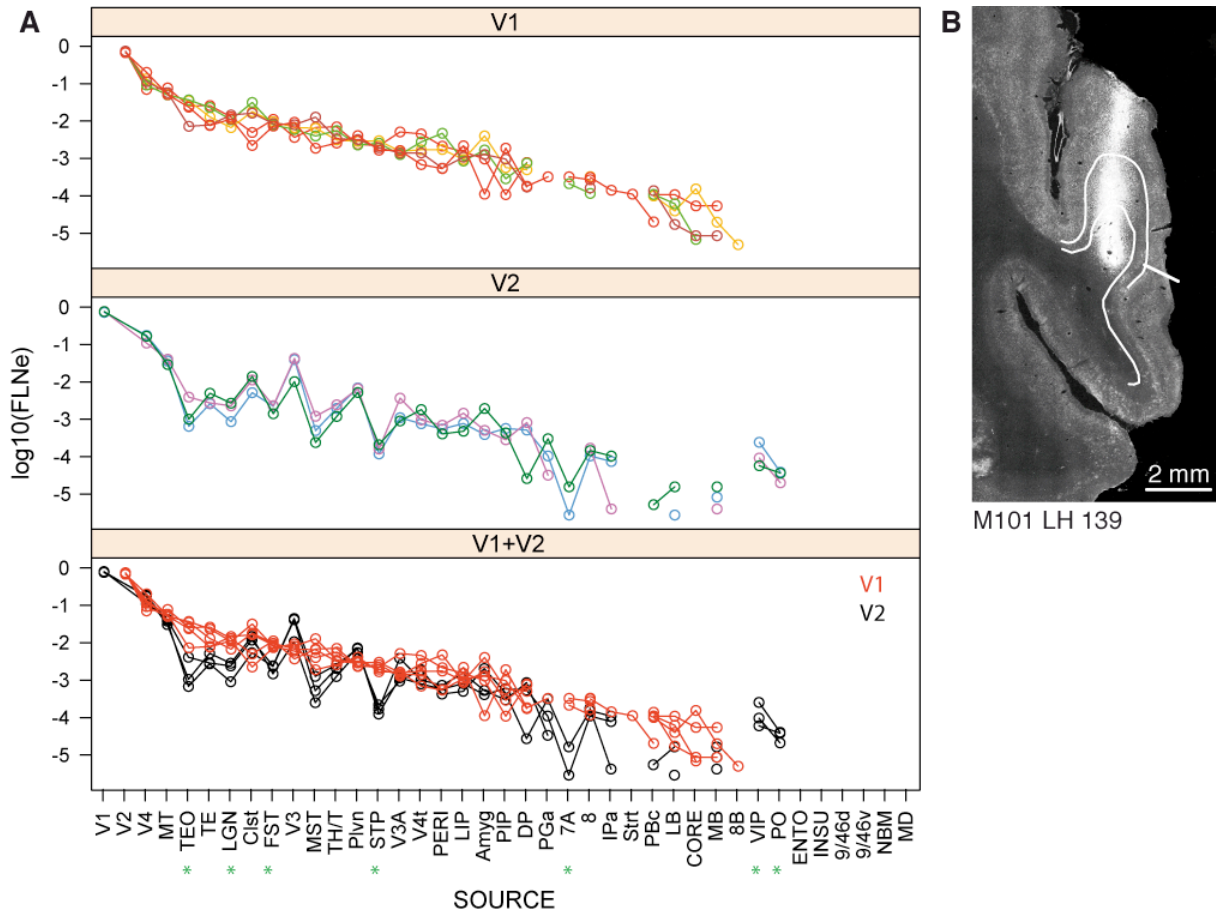 A
V1
0
-1
-2
-3
-4
-5
V2
0
-1
-2
-3
-4
-5
log10(FLNe)
V1+V2
V1
V2
0
-1
-2
-3
-4
-5
V1 V2 V4 MT TEO TE LGN Clst FST V3 MST TH/T Plvn STP V3A V4t PERI LIP Amyg PIP DP PGa 7A 8 IPa Strt PBc LB CORE MB 8B VIP PO ENTO INSU 9/46d 9/46v NBM MD
* * * * * * *
SOURCE
B
2 mm
M101 LH 139